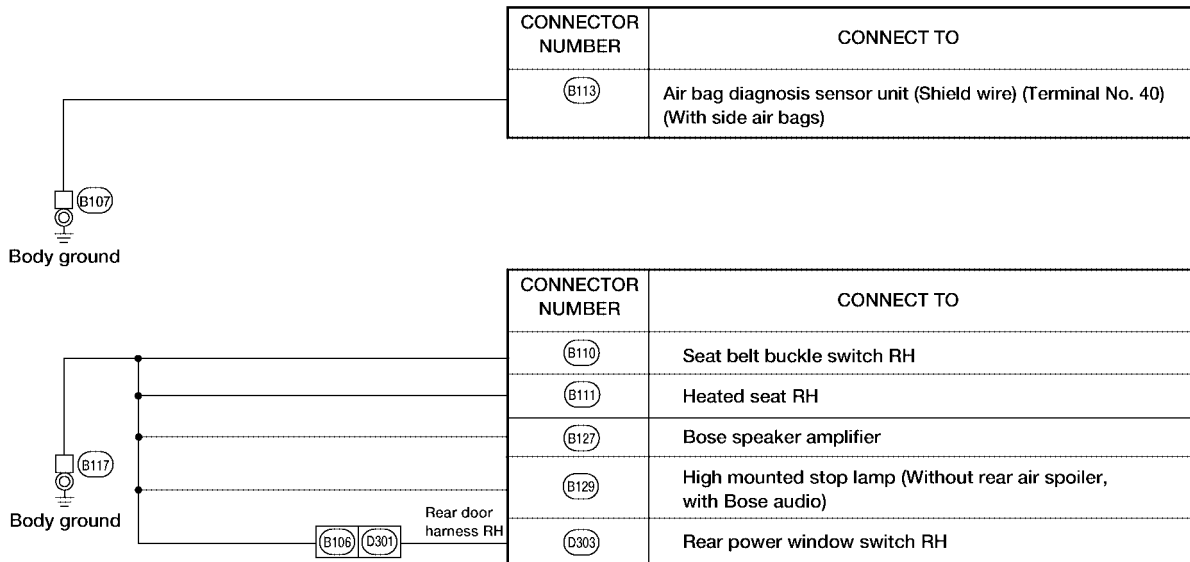 CONNECTOR
NUMBER
CONNECT TO
B113
Air bag diagnosis sensor unit (Shield wire) (Terminal No. 40)
(With side air bags)
B107
Body ground
CONNECTOR
NUMBER
CONNECT TO
B110
Seat belt buckle switch RH
B111
Heated seat RH
B127
Bose speaker amplifier
B117
B129
High mounted stop lamp (Without rear air spoiler,
with Bose audio)
Body ground
Rear door
harness RH
B106 D301
D303
Rear power window switch RH